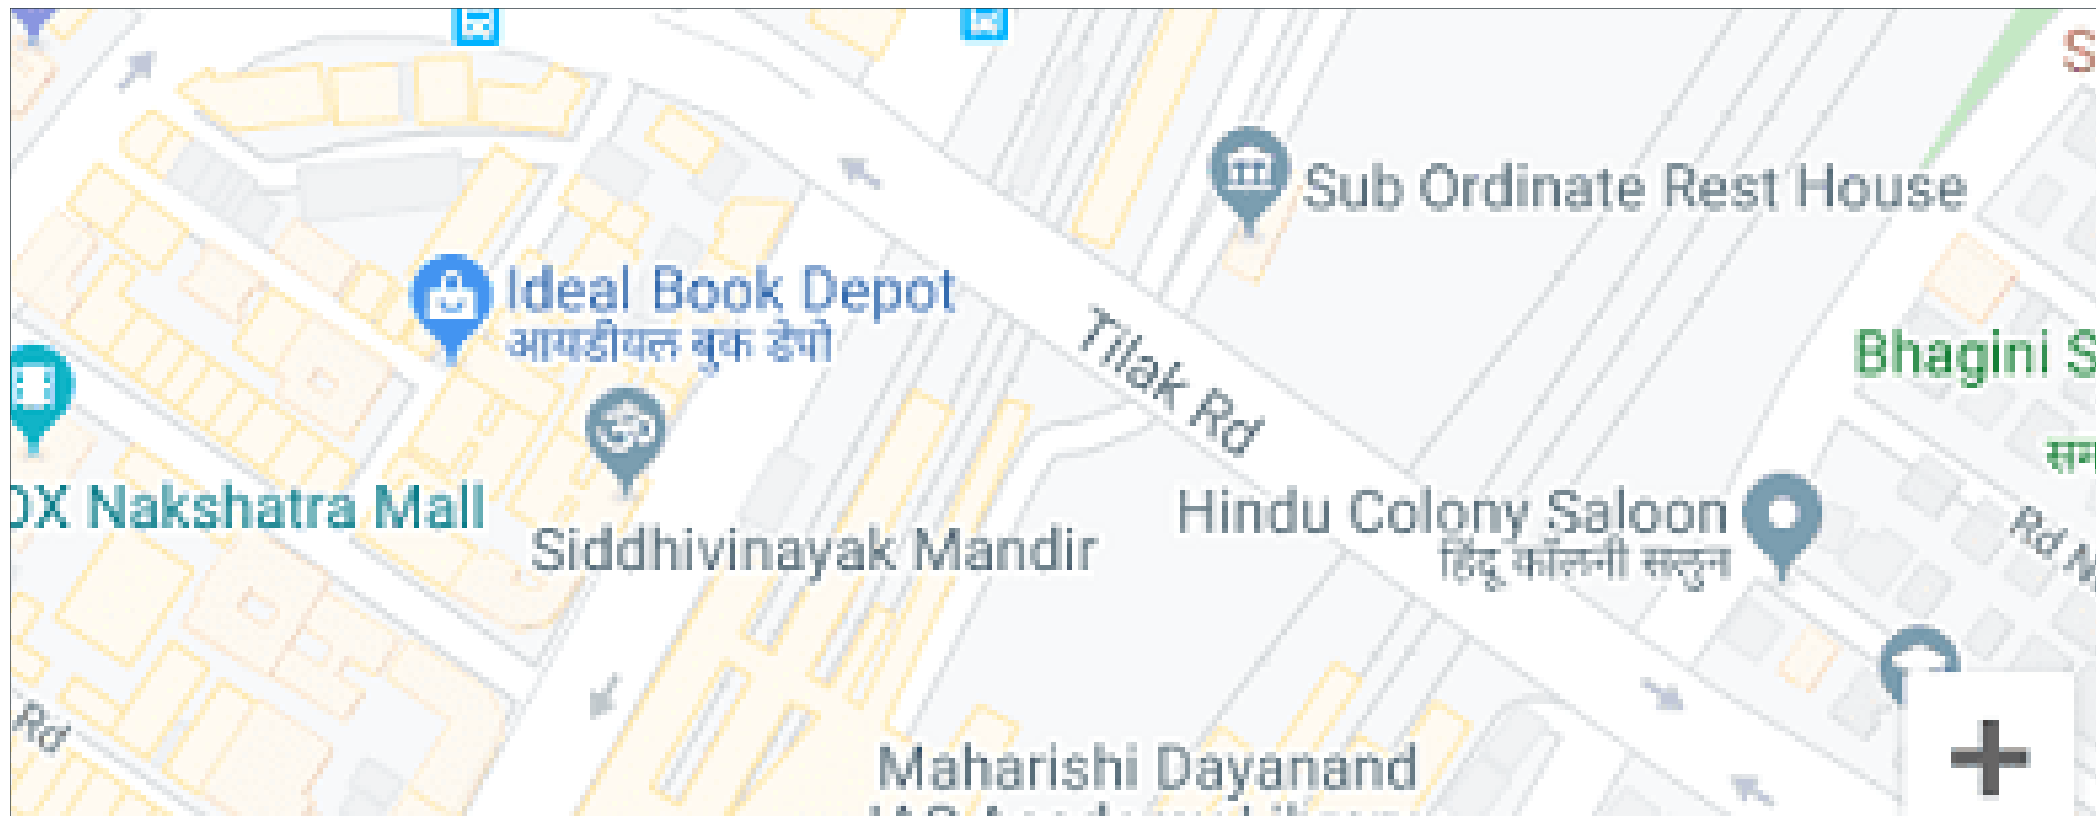 Sub Ordinate Rest House
Ideal Book Depot
आयडीयल बुक डेपो
Tilak Rd
Bhagini S
Nakshatra Mall
Hindu Colony Saloon
हिंदू कॉलनी सलुन
Rd
Siddhivinayak Mandir
Rd
Maharishi Dayanand